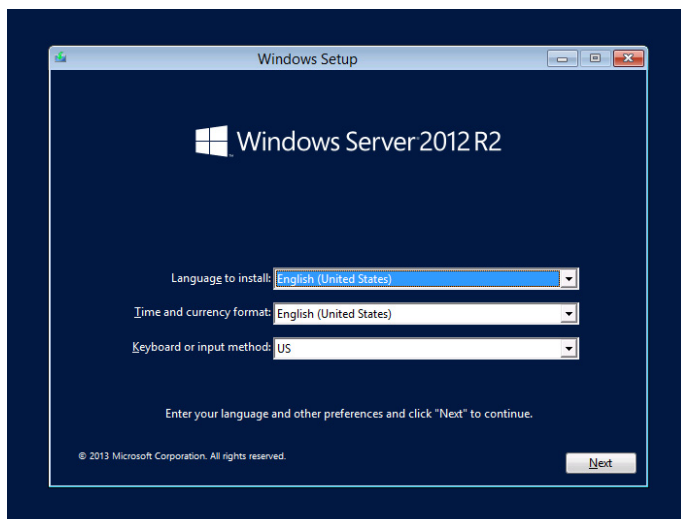 Windows Setup
Windows Server 2012 R2
Language to install: English (United States)
Time and currency format: English (United States)
Keyboard or input method: US
Enter your language and other preferences and click "Next" to continue.
© 2013 Microsoft Corporation. All rights reserved.
Next